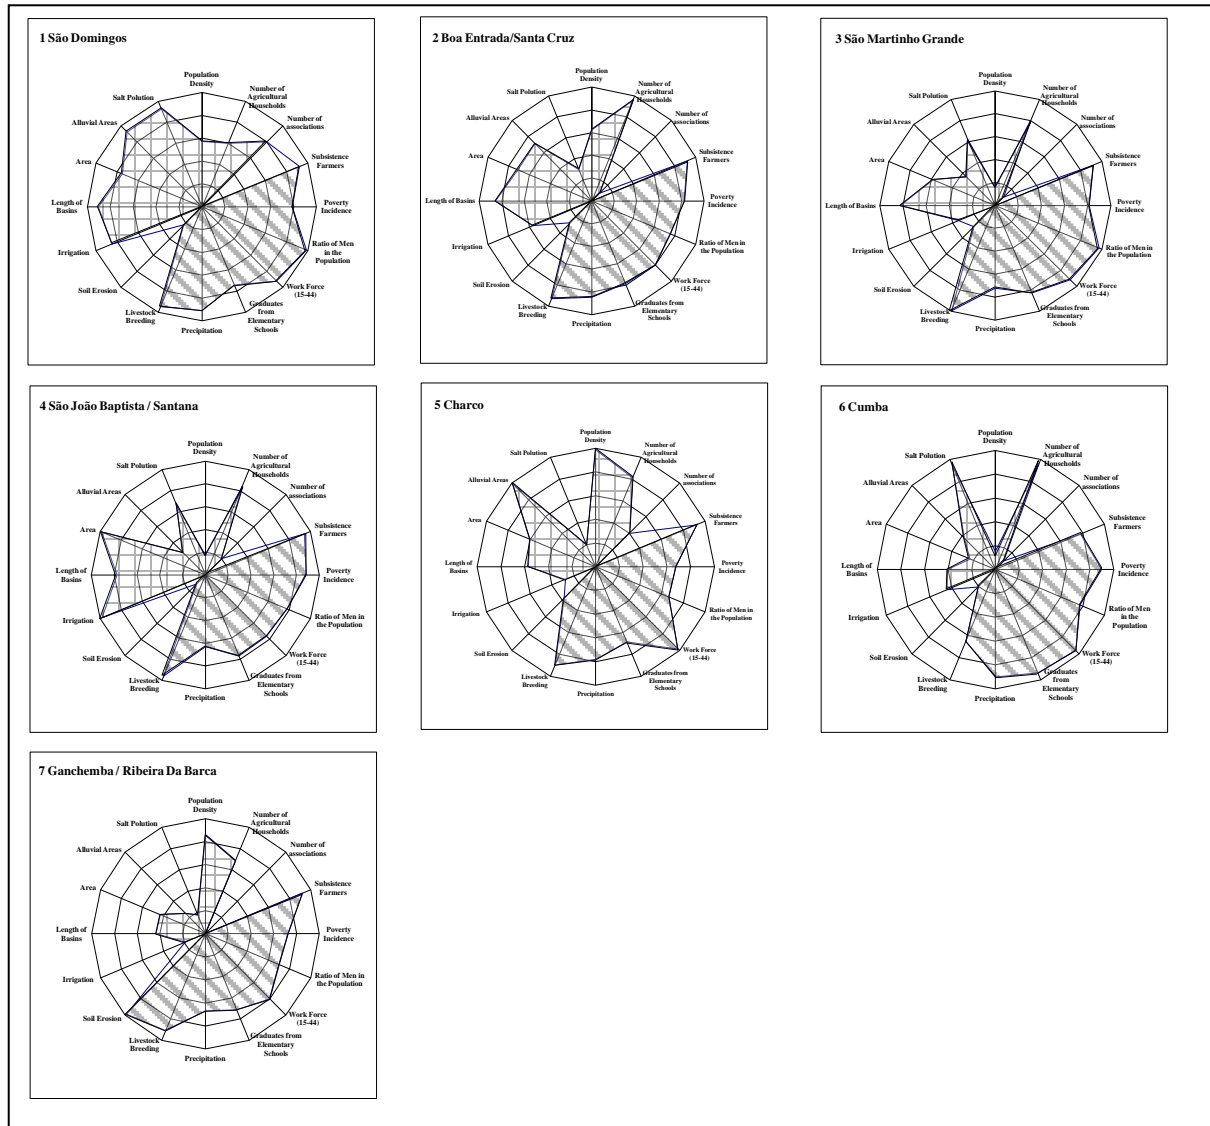 1 São Domingos
Population
Density
Number of
Agricultural
Households
Number of
associations
Subsistence
Farmers
Poverty
Incidence
Ratio of Men
in the
Population
Work Force
(15-44)
Graduates
from
Elementary
Schools
Precipitation
Livestock
Breeding
Soil Erosion
Irrigation
Length of
Basins
Area
Alluvial Areas
Salt Polution
2 Boa Entrada/Santa Cruz
Population
Density
Number of
Agricultural
Households
Number of
associations
Subsistence
Farmers
Poverty
Incidence
Ratio of Men in
the Population
Work Force
(15-44)
Graduates from
Elementary
Schools
Precipitation
Livestock
Breeding
Soil Erosion
Irrigation
Length of Basins
Area
Alluvial Areas
Salt Polution
3 São Martinho Grande
Population
Density
Number of
Agricultural
Households
Number of
associations
Subsistence
Farmers
Poverty
Incidence
Ratio of Men in
the Population
Work Force
(15-44)
Graduates from
Elementary
Schools
Precipitation
Livestock
Breeding
Soil Erosion
Irrigation
Length of Basins
Area
Alluvial Areas
Salt Polution
4 São João Baptista / Santana
Population
Density
Number of
Agricultural
Households
Number of
associations
Subsistence
Farmers
Poverty
Incidence
Ratio of Men in
the Population
Work Force
(15-44)
Graduates from
Elementary
Schools
Precipitation
Livestock
Breeding
Soil Erosion
Irrigation
Length of
Basins
Area
Alluvial Areas
Salt Polution
5 Charco
Population
Density
Number of
Agricultural
Households
Number of
associations
Subsistence
Farmers
Poverty
Incidence
Ratio of Men in
the Population
Work Force
(15-44)
Graduates from
Elementary
Schools
Precipitation
Livestock
Breeding
Soil Erosion
Irrigation
Length of
Basins
Area
Alluvial Areas
Salt Polution
6 Cumba
Population
Density
Number of
Agricultural
Households
Number of
associations
Subsistence
Farmers
Poverty
Incidence
Ratio of Men
in the
Population
Work Force
(15-44)
Graduates
from
Elementary
Schools
Precipitation
Livestock
Breeding
Soil Erosion
Irrigation
Length of
Basins
Area
Alluvial Areas
Salt Polution
7 Ganchemba / Ribeira Da Barca
Population
Density
Number of
Agricultural
Households
Number of
associations
Subsistence
Farmers
Poverty
Incidence
Ratio of Men in
the Population
Work Force
(15-44)
Graduates from
Elementary
Schools
Precipitation
Livestock
Breeding
Soil Erosion
Irrigation
Length of
Basins
Area
Alluvial Areas
Salt Polution